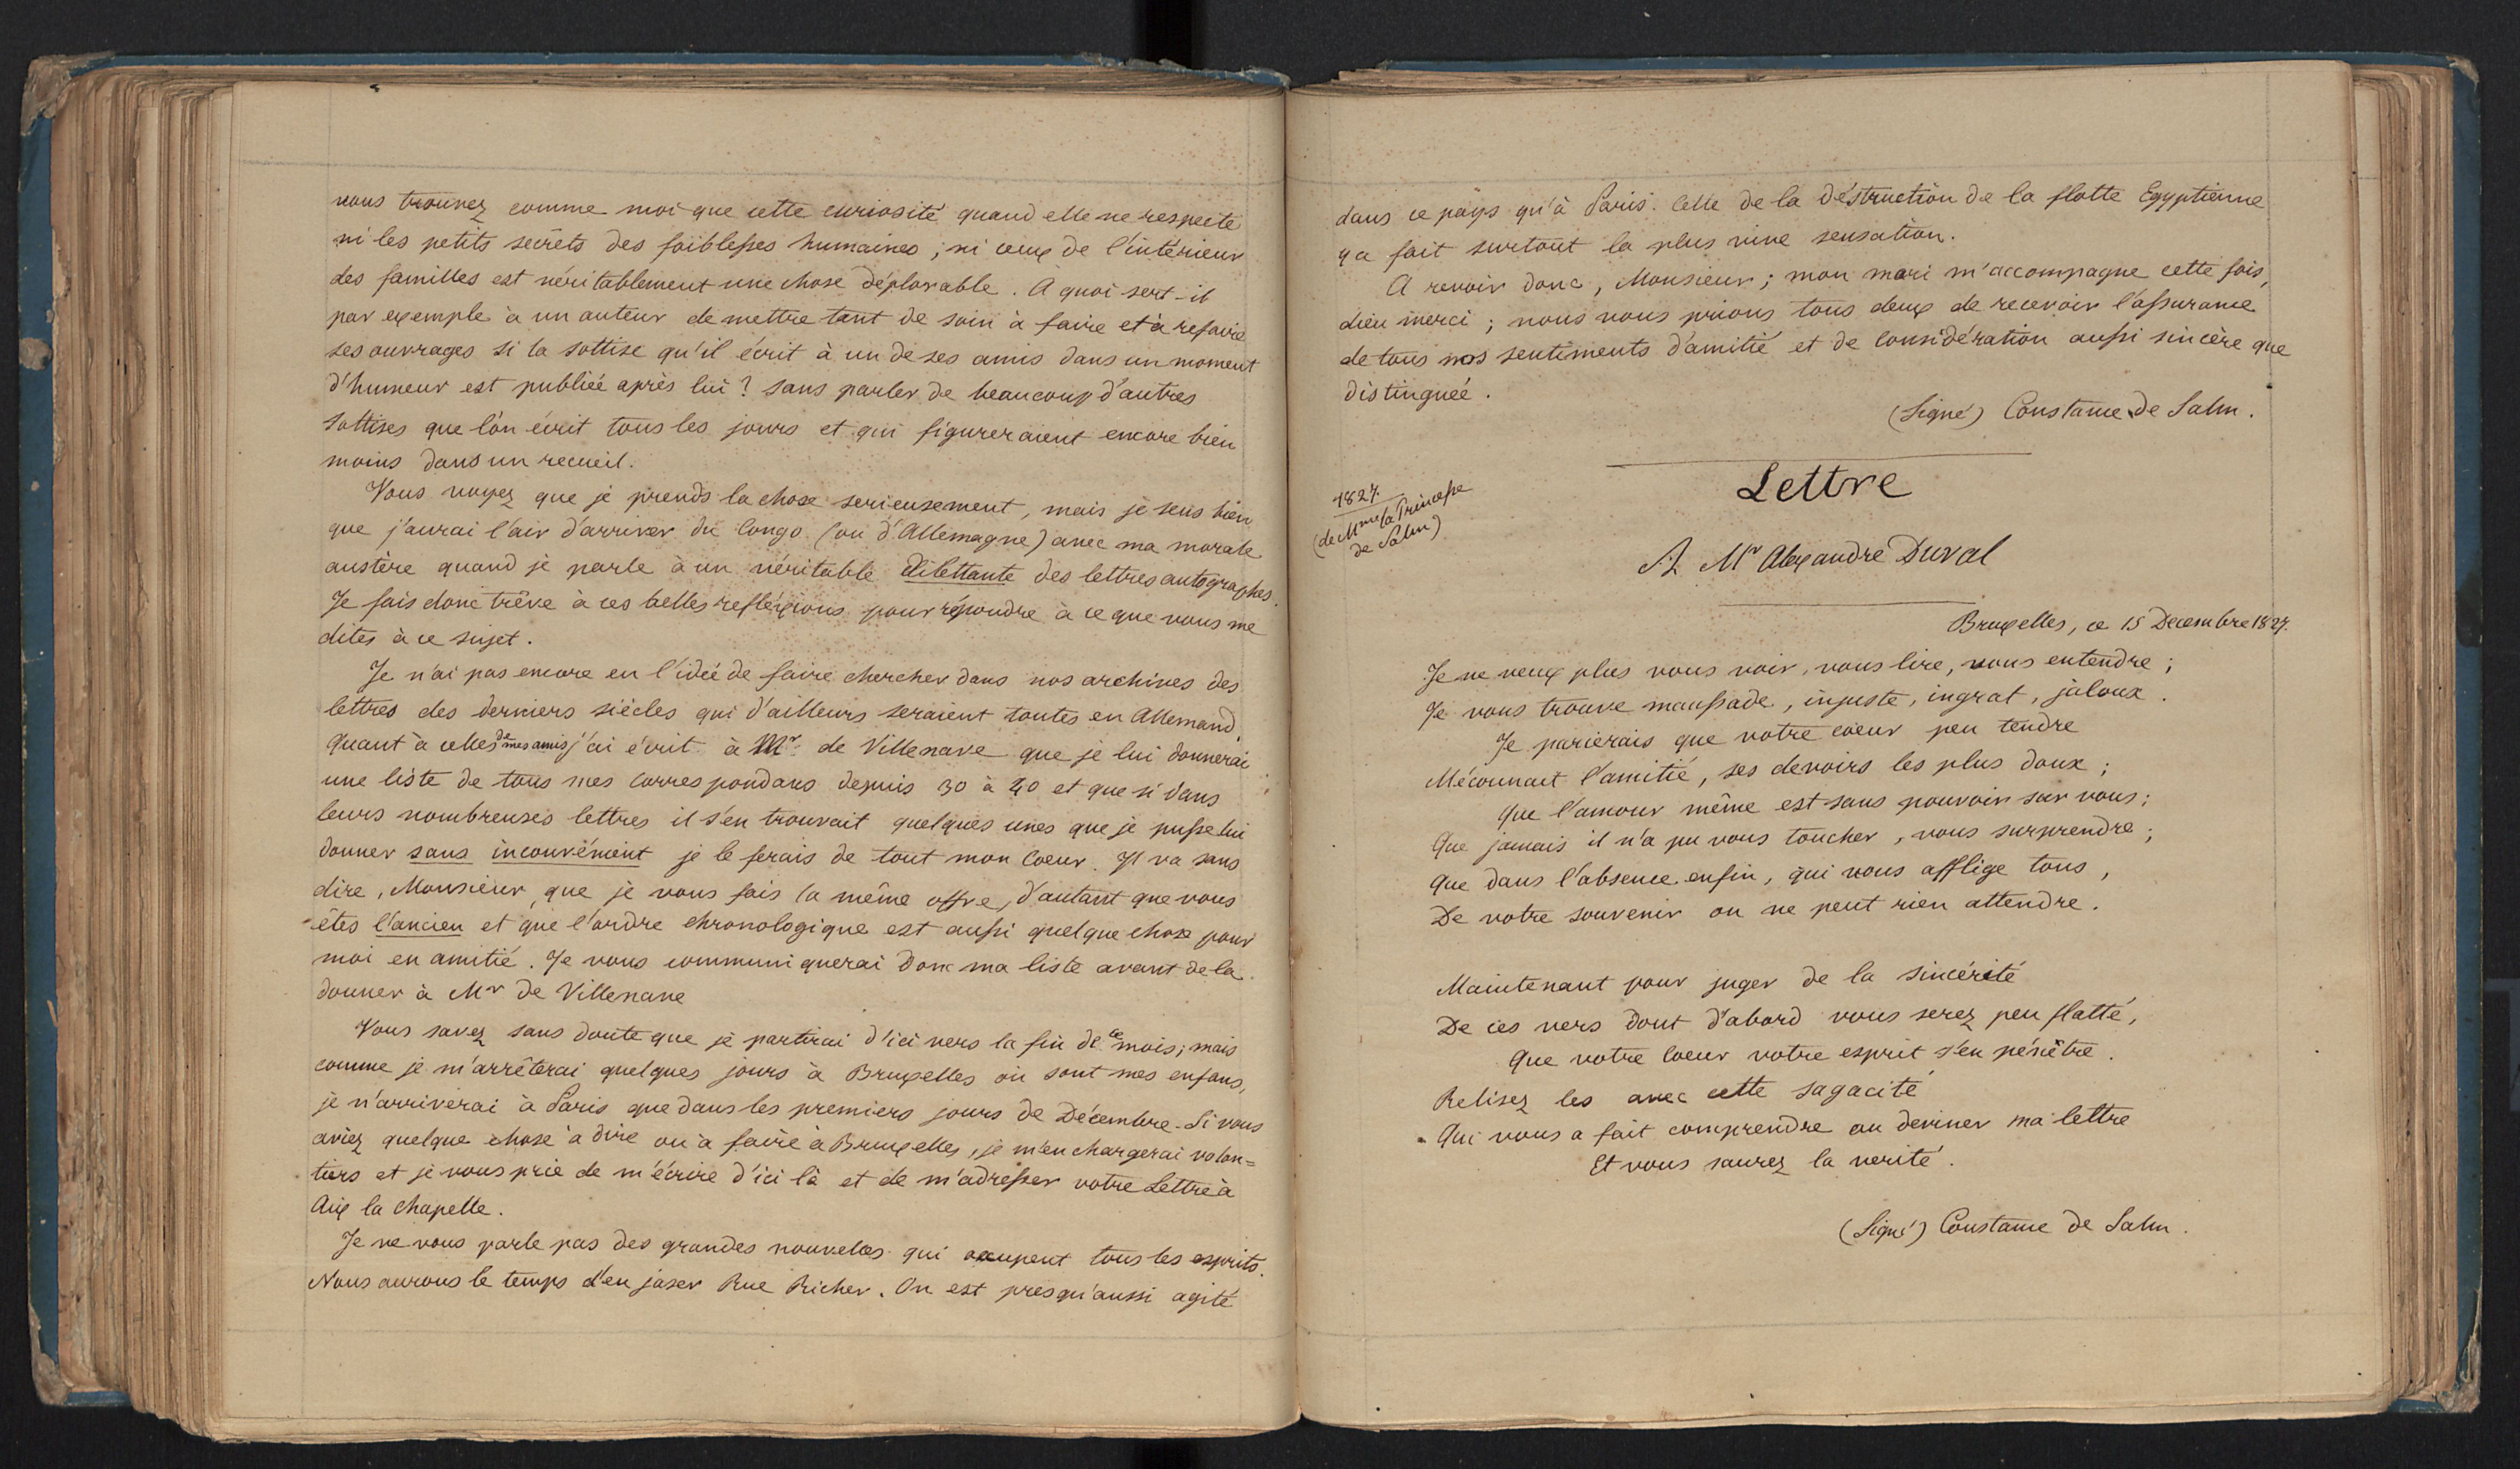 vous trouvez comme moi que cette curiosité quand elle ne respecte
ni les petits secrêts des faiblesses humaines ; ni ceux de l'intérieur
des familles est véritablement une chose déplorable. À quoi sert-il
par exemple à un auteur de mettre tant de soin à faire et à refaire
ses ouvrages si la sottise qu'il écrit à un de ses amis dans un moment
d'humeur est publiée après lui ? sans parler de beaucoup d'autres
sottises que l'on écrit tous les jours et qui figureraient encore bien
moins dans un recueil.
Vous voyez que je prends la chose serieusement, mais je sens bien
que j'aurai l'air d'arriver du Congo (ou d'Allemagne) avec ma morale
austère quand je parle à un véritable dilettante des lettres autographes.
Je fais donc trêve à ces belles refléxions pour répondre à ce que vous me
dites à ce sujet.
Je n'ai pas encore eu l'idée de faire chercher dans nos archives des
lettres des derniers siècles qui d'ailleurs seraient toutes en Allemand.
Quant à celles de mes amis j'ai écrit à Mr. de Villenave que je lui donnerai
une liste de tous mes correspondans depuis 30 à 40 et que si dans
leurs nombreuses lettres il s'en trouvait quelques unes que je pusse lui
donner sans inconvénient je le ferais de tout mon coeur. Il va sans
dire, Monsieur, que je vous fais la même offre, d'autant que vous
êtes l'ancien et que l'ordre chronologique est aussi quelque chose pour
moi en amitié. Je vous communiquerai donc ma liste avant de la
donner à Mr de Villenave
Vous savez sans doute que je partirai d'ici vers la fin de ce mois ; mais
comme je m'arrêterai quelques jours à Bruxelles où sont mes enfans,
je n'arriverai à Paris que dans les premiers jours de Décembre. Si vous
aviez quelque chose à dire ou à faire à Bruxelles, je m'en chargerai volon=
tiers et je vous prie de m'écrire d'ici là et de m'adresser votre Lettre à
Aix la Chapelle.
Je ne vous parle pas des grandes nouvelles qui occupent tous les esprits.
Nous aurons le temps d'en jaser Rue Richer. On est presqu'aussi agité
dans ce pays qu'à Paris. Celle de la déstruction de la flotte Egyptienne
y a fait surtout la plus vive sensation.
A revoir donc, Monsieur ; mon mari m'accompagne cette fois,
dieu merci ; nous vous prions tous deux de recevoir l'assurance
de tous nos sentiments d'amitié et de considération aussi sincère que
distinguée.
(Signé) Constance de Salm.
1827.
(de Mme la Princesse
de Salm)
Lettre
A Mr Alexandre Duval
Bruxelles, ce 15 Decembre 1827.
Je ne veux plus vous voir, vous lire, vous entendre ;
Je vous trouve maussade, injuste, ingrat, jaloux.
Je parierais que votre coeur peu tendre
Méconnait l'amitié, ses devoirs les plus doux ;
Que l'amour même est sans pouvoir sur vous ;
Que jamais il n'a pu vous toucher, vous surprendre ;
Que dans l'absence enfin, qui nous afflige tous,
De votre souvenir on ne peut rien attendre.
Maintenant pour juger de la sincérité
De ces vers dont d'abord vous serez peu flatté,
Que votre coeur votre esprit s'en pénètre.
Relisez les avec cette sagacité
Qui vous a fait comprendre ou deviner ma lettre
Et vous saurez la verité.
(Signé) Constance de Salm.